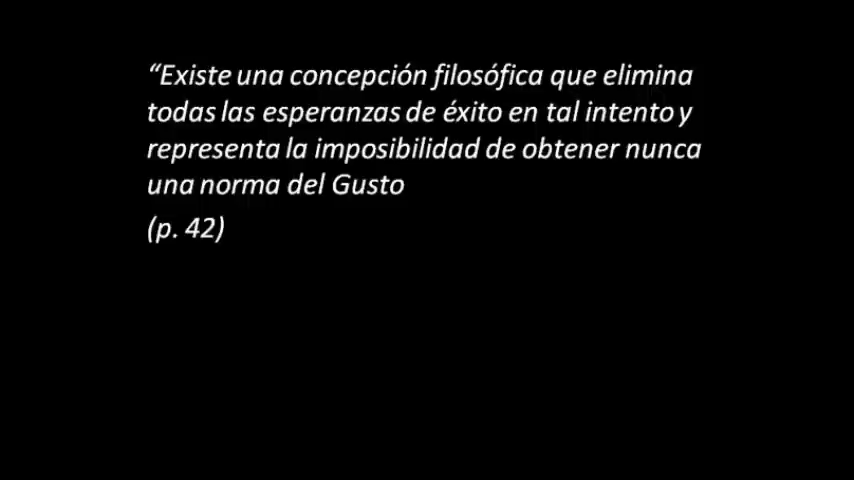 “Existe una concepción filosófica que elimina
todas las esperanzas de éxito en tal intento y
representa la imposibilidad de obtener nunca
una norma del Gusto
(p. 42)